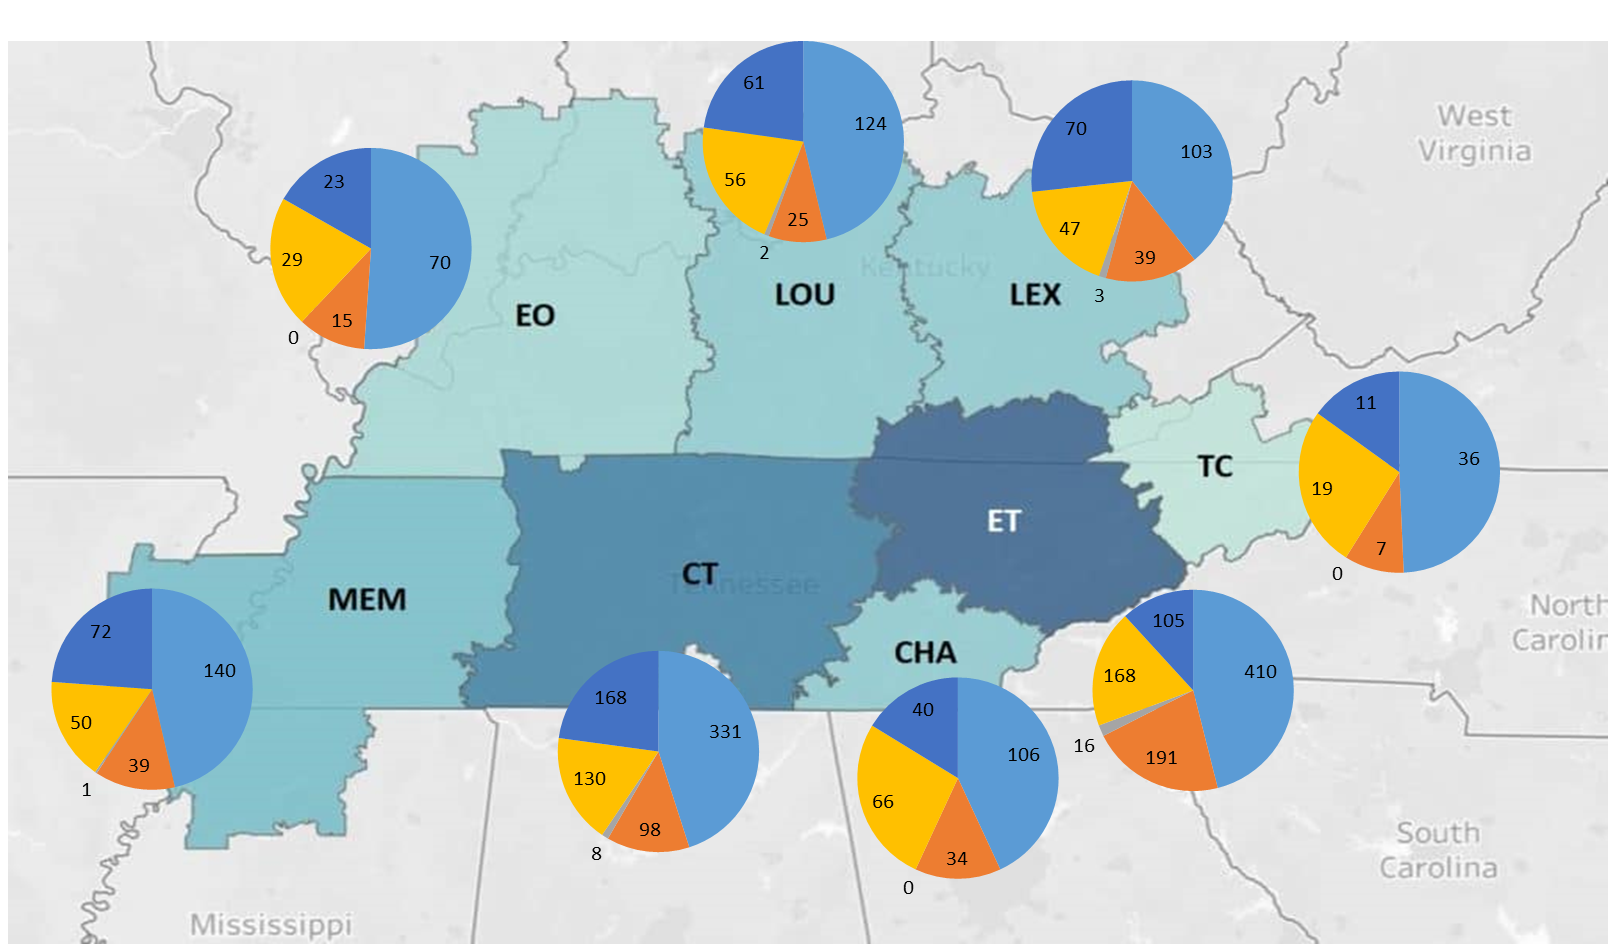 61
124
56
25
2
70
103
47
39
3
West
Virginia
23
70
29
15
0
EO
LOU
Kentucky
LEX
11
36
19
7
0
TC
ET
CT
Tennessee
MEM
CHA
North
Carolin
72
140
50
39
1
168
331
130
98
8
40
106
66
34
0
105
410
168
191
16
South
Carolina
Mississippi